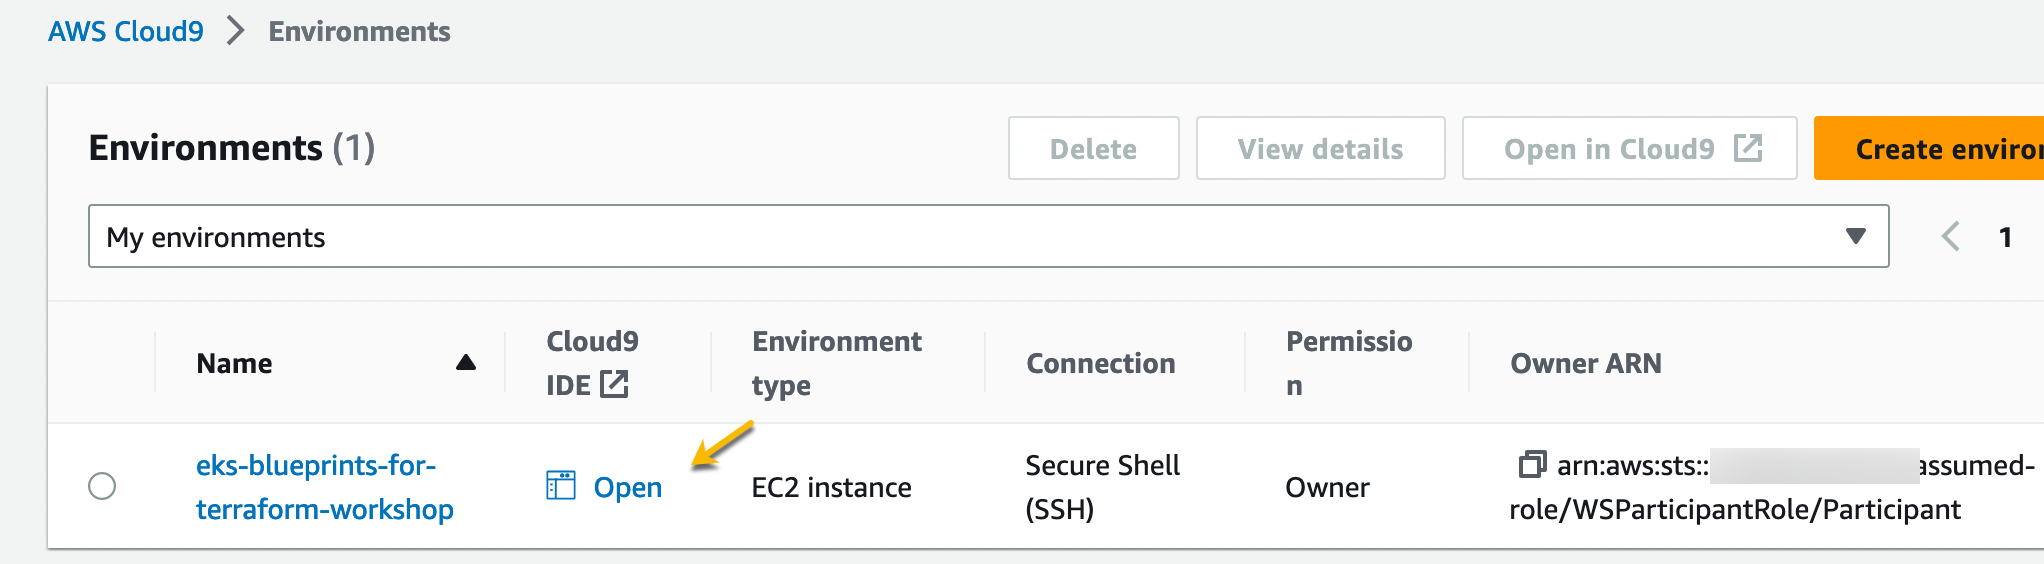 AWS Cloud9 > Environments
Environments (1)
Delete View details Open in Cloud9 Create environ
My environments
1
Name Cloud9 IDE Environment type Connection Permission Owner ARN
eks-blueprints-for-
terraform-workshop
Open
EC2 instance
Secure Shell
(SSH)
Owner
arn:aws:sts:: assumed-
role/WSParticipantRole/Participant